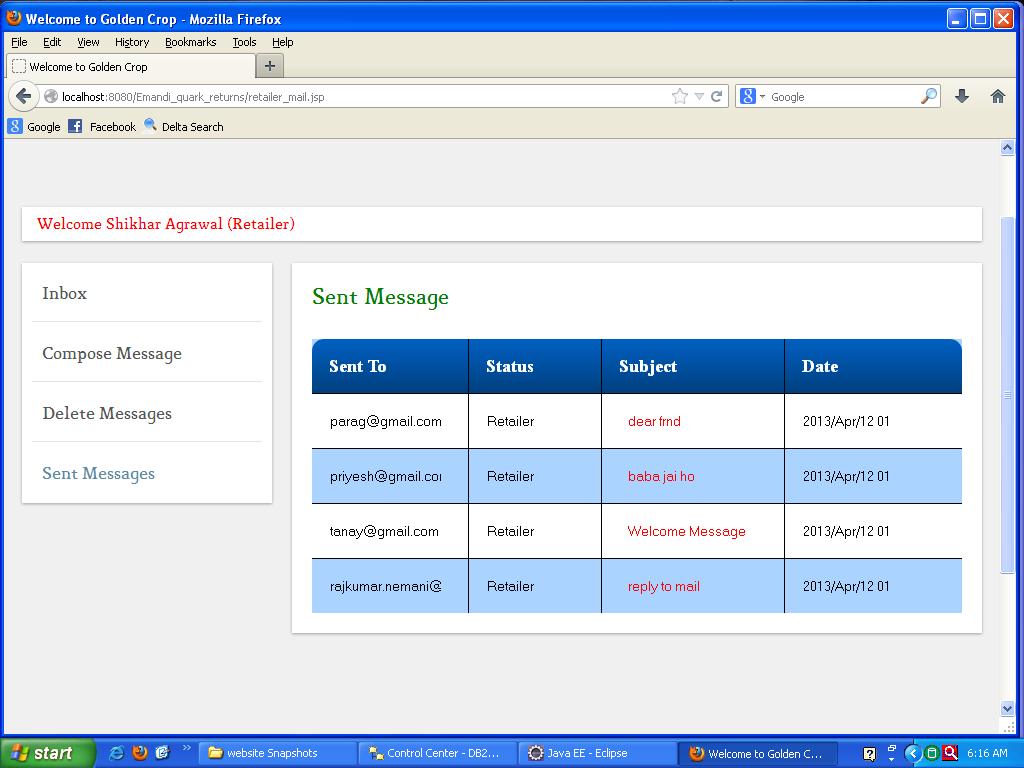 Welcome to Golden Crop - Mozilla Firefox
File Edit View History Bookmarks Tools Help
Welcome to Golden Crop
localhost:8080/Emandi_quark_returns/retailer_mail.jsp
Google
Google Facebook Delta Search
Welcome Shikhar Agrawal (Retailer)
Inbox
Compose Message
Delete Messages
Sent Messages
Sent Message
Sent To Status Subject Date
parag@gmail.com Retailer dear frnd 2013/Apr/12 01
priyesh@gmail.co Retailer baba jai ho 2013/Apr/12 01
tanay@gmail.com Retailer Welcome Message 2013/Apr/12 01
rajkumar.nemani@ Retailer reply to mail 2013/Apr/12 01
start
website Snapshots
Control Center - DB2...
Java EE - Eclipse
Welcome to Golden C...
6:16 AM